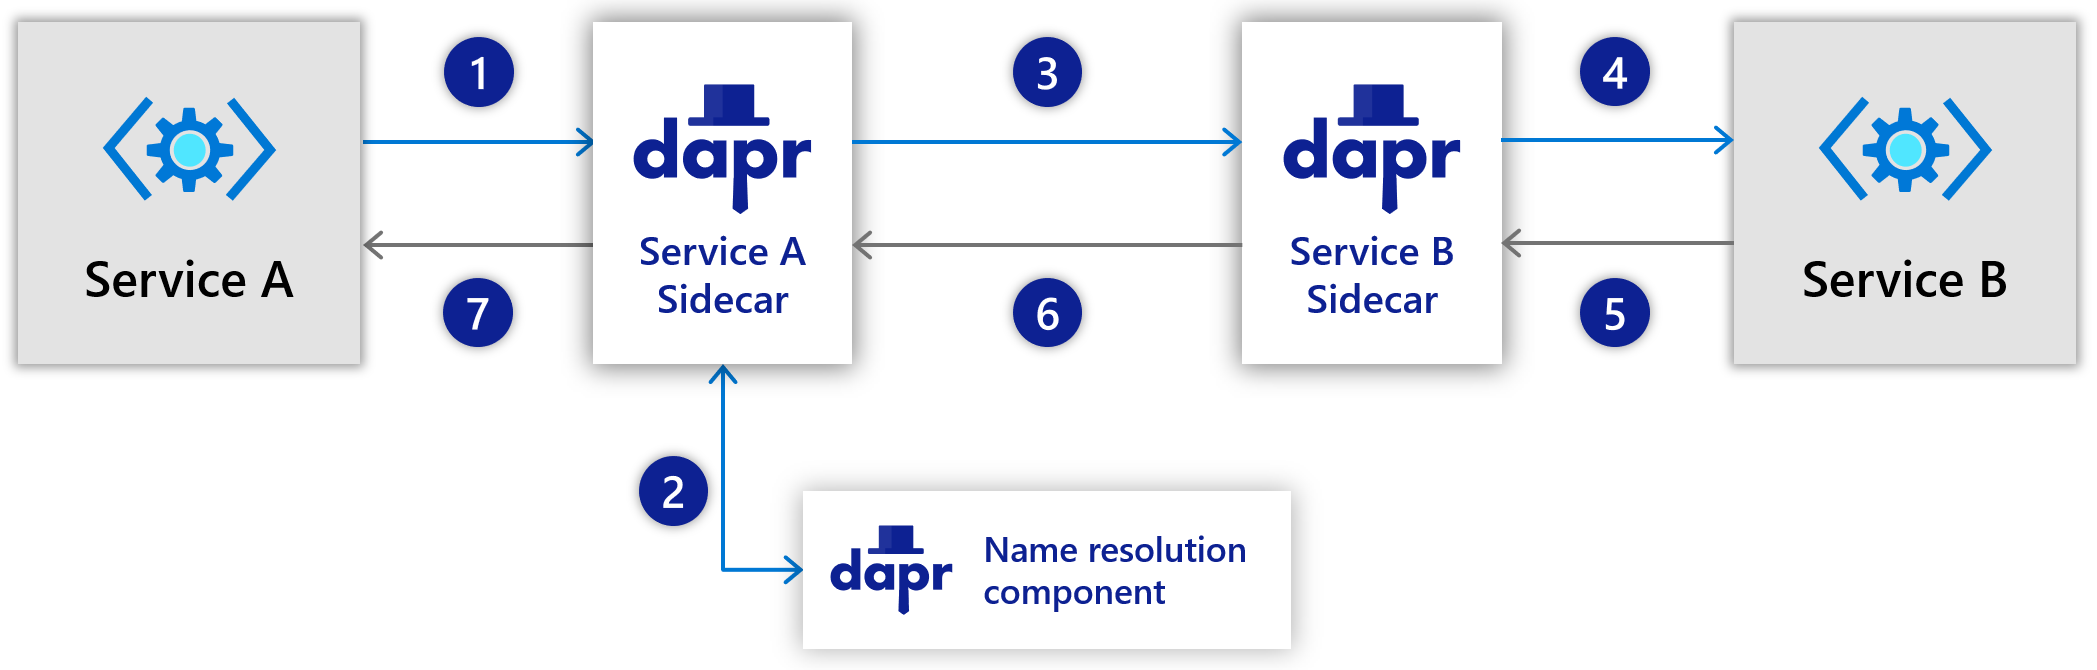 1
3
4
dapr
dapr
Service A
Service A
Sidecar
Service B
Sidecar
Service B
7
6
5
2
dapr
Name resolution
component